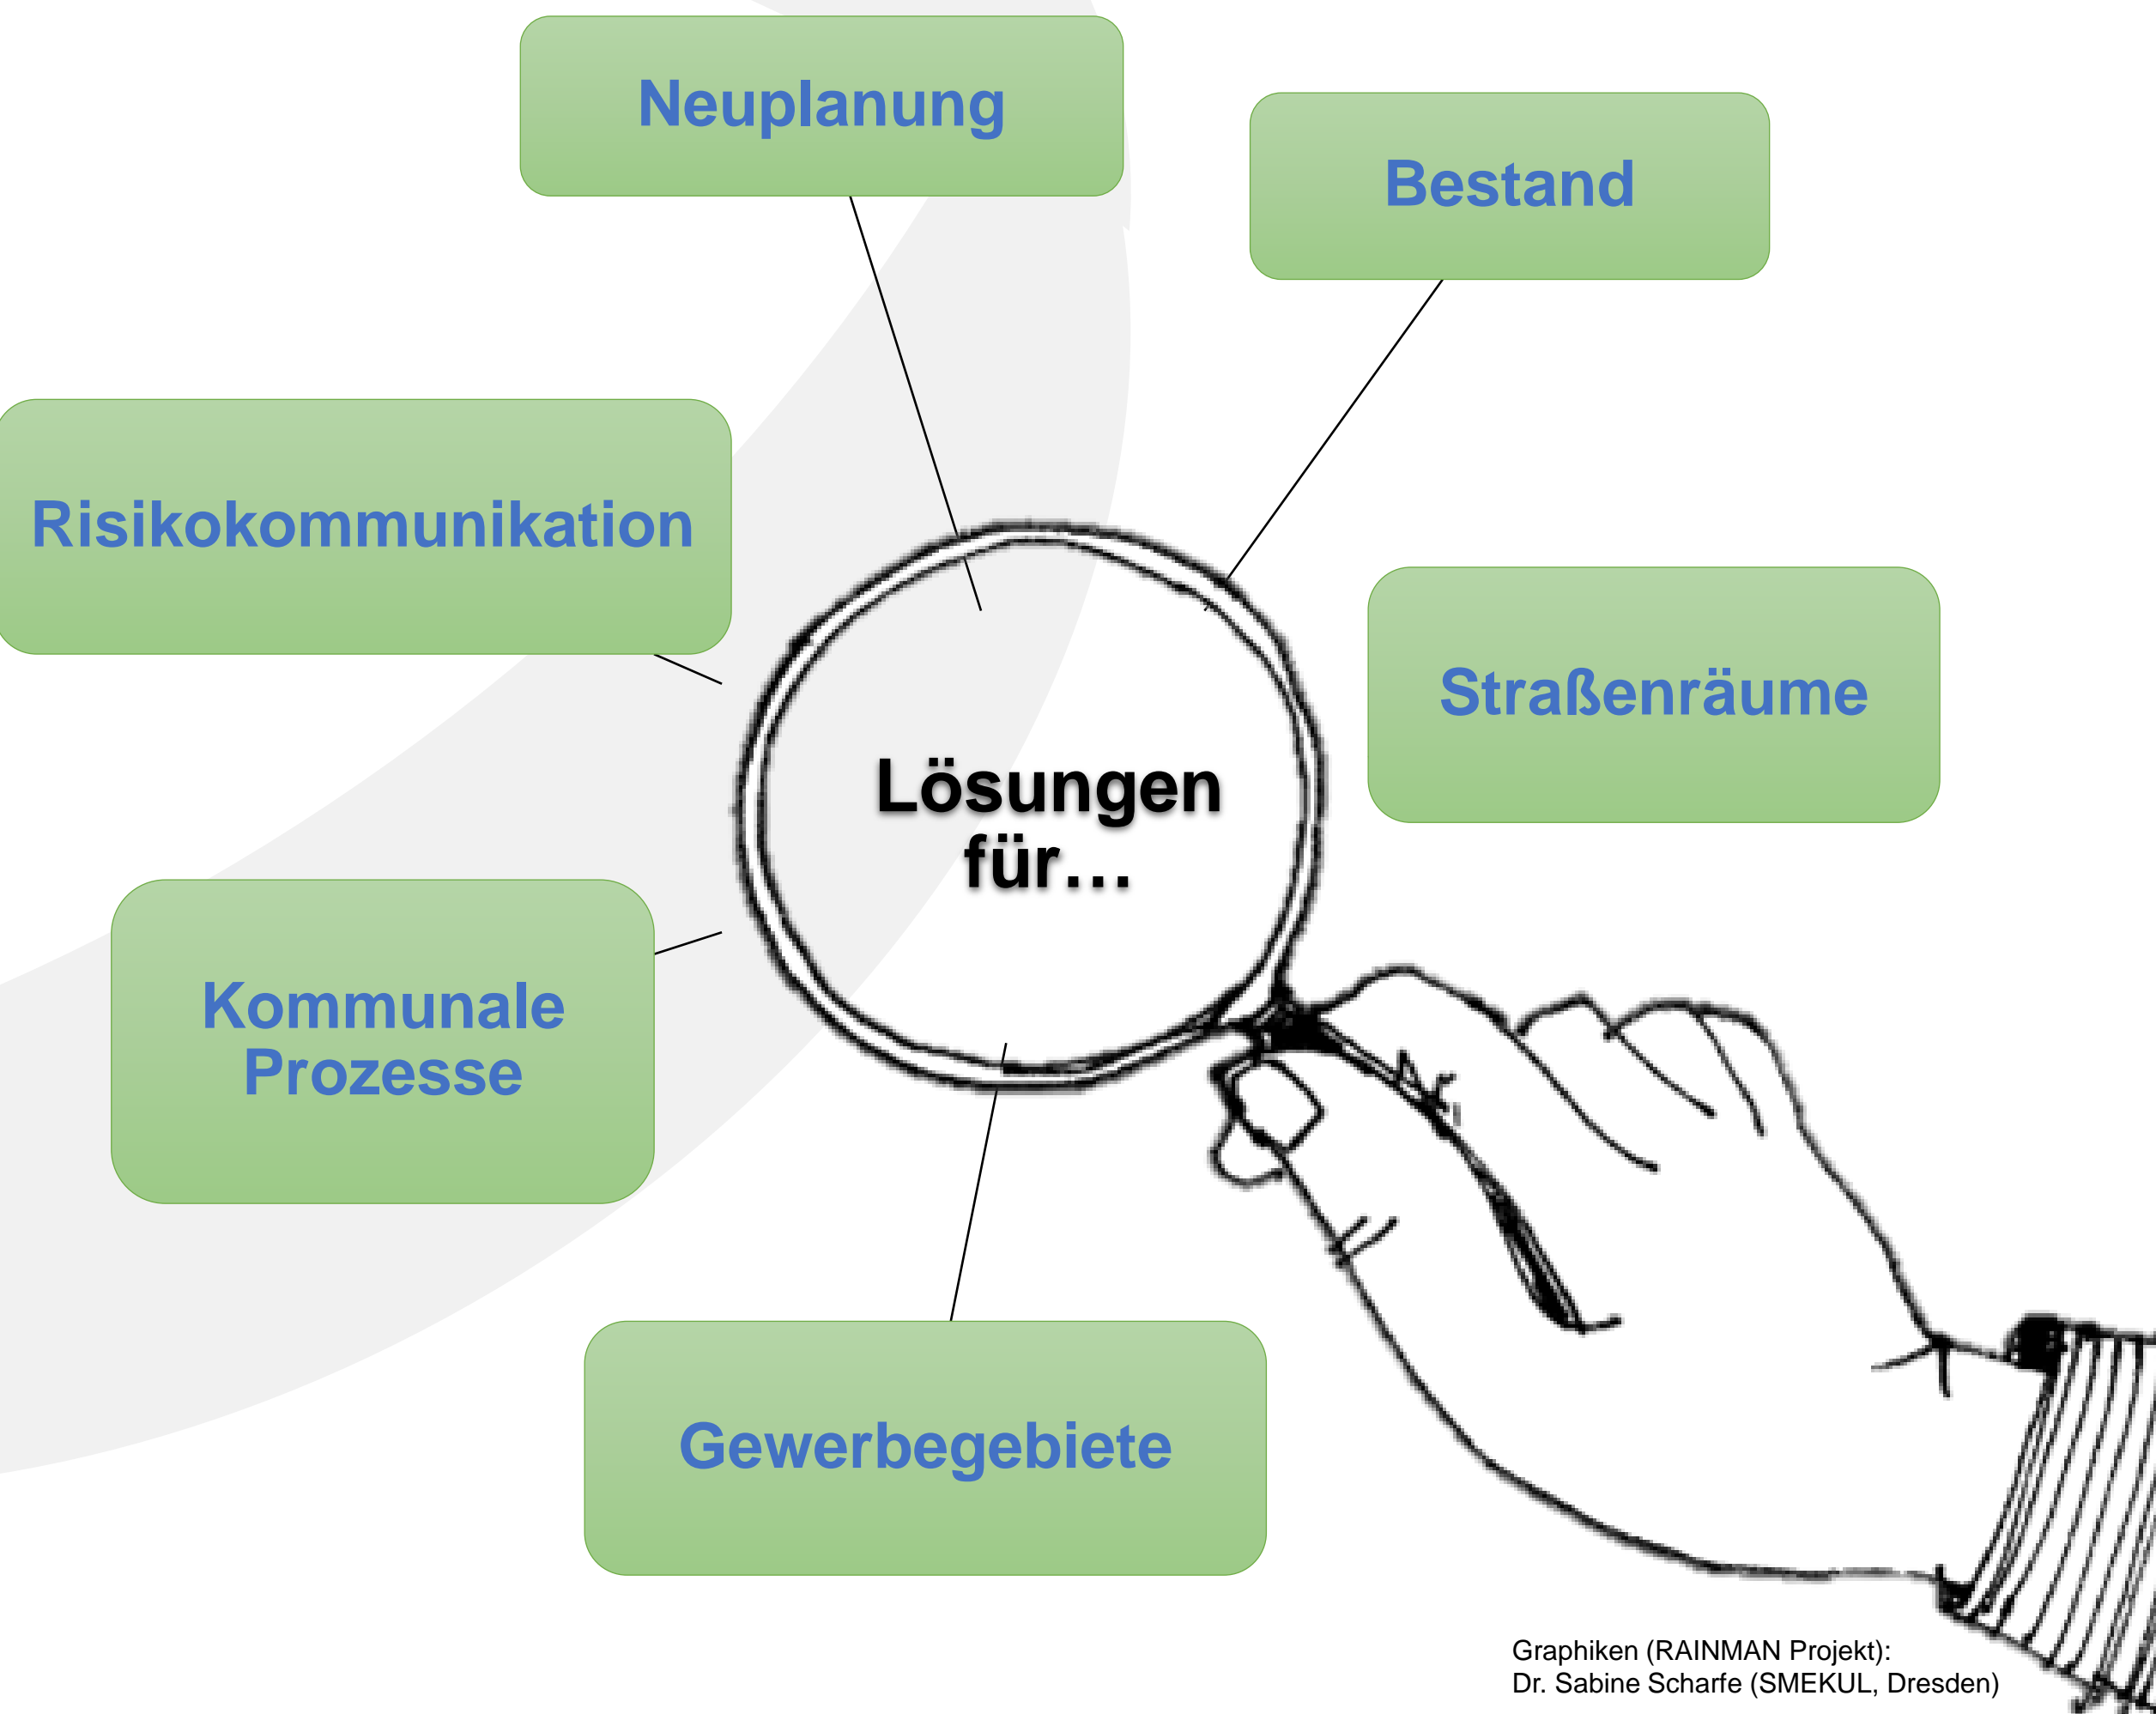 Neuplanung
Bestand
Risikokommunikation
Straßenräume
Lösungen
für…
Kommunale
Prozesse
Gewerbegebiete
Graphiken (RAINMAN Projekt):
Dr. Sabine Scharfe (SMEKUL, Dresden)